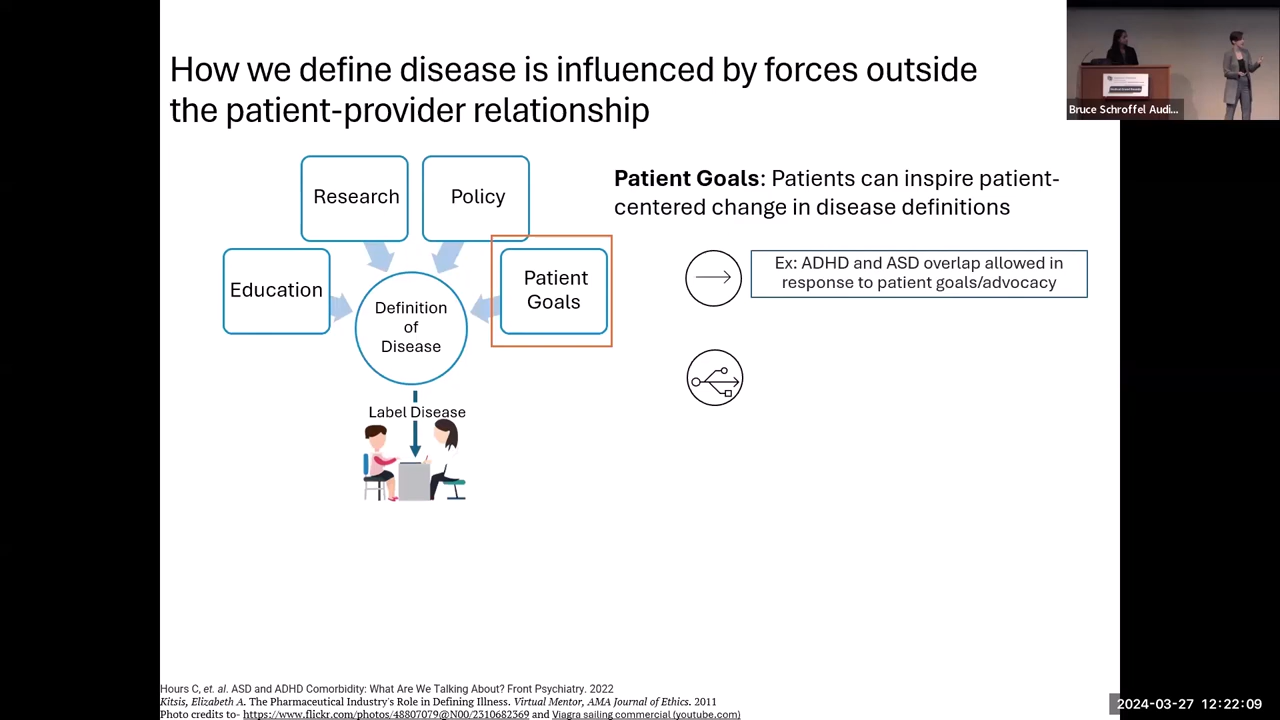 How we define disease is influenced by forces outside
the patient-provider relationship
Research
Policy
Education
Patient
Goals
Definition
of
Disease
Label Disease
Patient Goals: Patients can inspire patient-
centered change in disease definitions
Ex: ADHD and ASD overlap allowed in
response to patient goals/advocacy
Bruce Schroffel Audi...
Hours C, et. al. ASD and ADHD Comorbidity: What Are We Talking About? Front Psychiatry. 2022
Kitsis, Elizabeth A. The Pharmaceutical Industry's Role in Defining Illness. Virtual Mentor, AMA Journal of Ethics. 2011
Photo credits to- https://www.flickr.com/photos/48807079@N00/2310682369 and Viagra sailing commercial (youtube.com)
2024-03-27 12:22:09